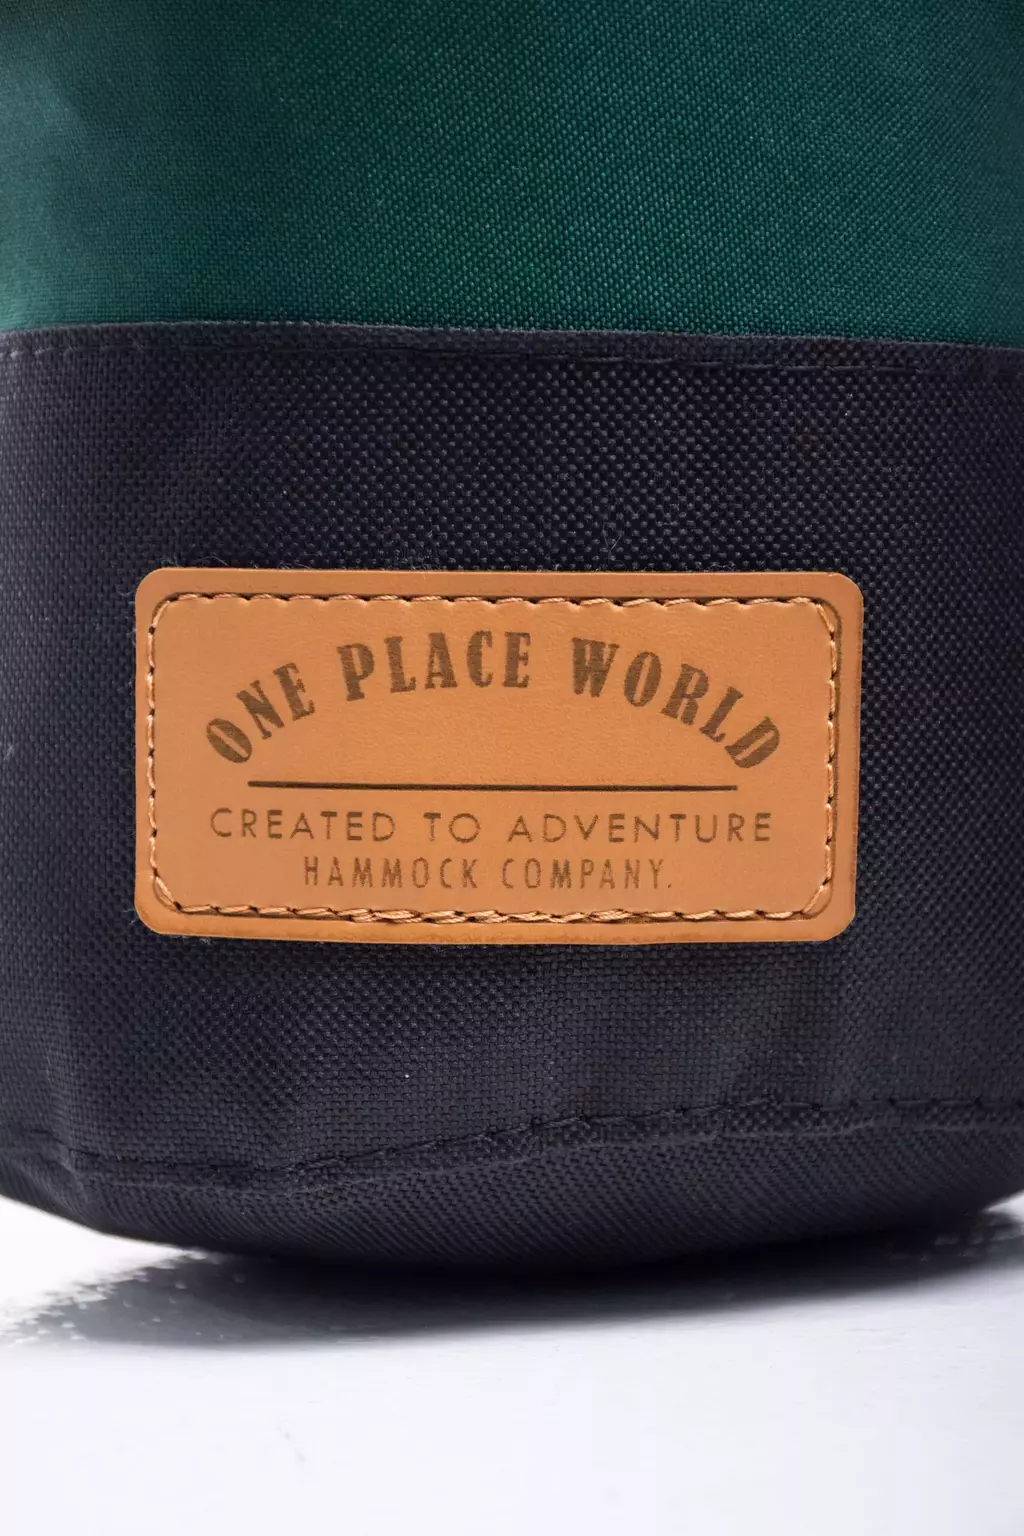 ONE PLACE WORLD
CREATED TO ADVENTURE
HAMMOCK COMPANY.